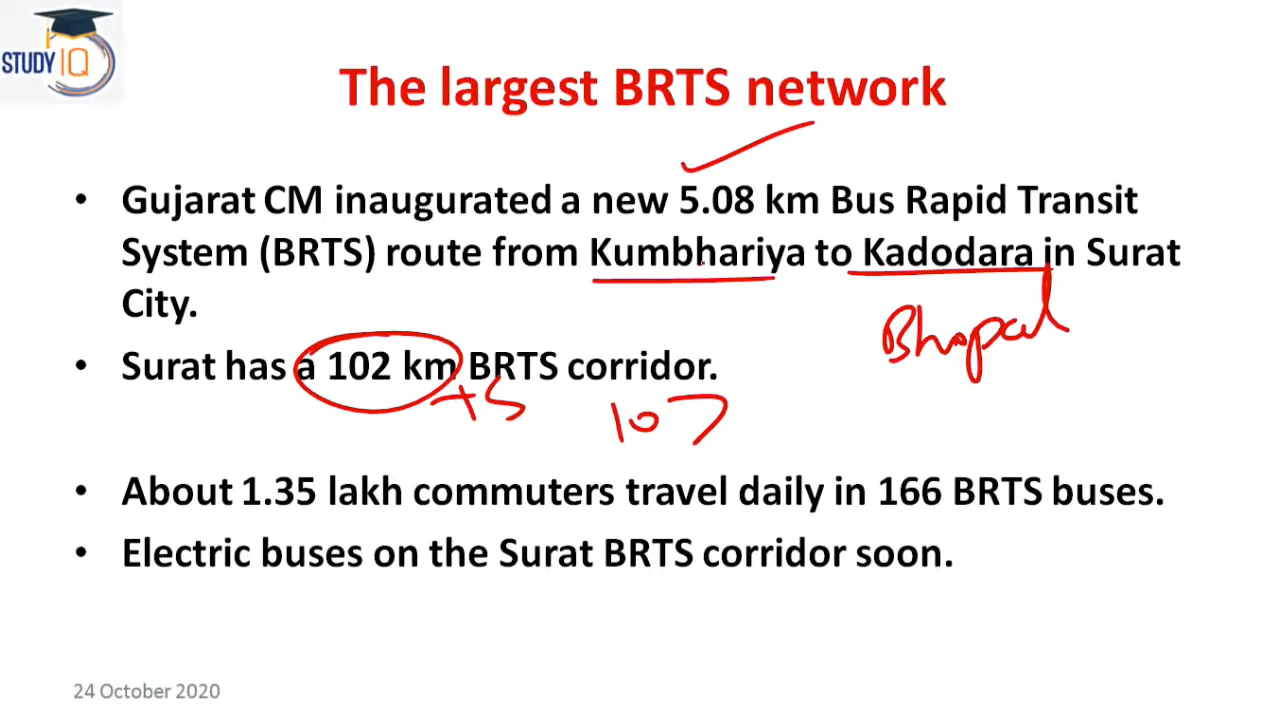 STUDY IQ
The largest BRTS network
• Gujarat CM inaugurated a new 5.08 km Bus Rapid Transit
System (BRTS) route from Kumbhariya to Kadodara in Surat
City.
Bhopal
• Surat has a 102 km BRTS corridor.
+5 107
• About 1.35 lakh commuters travel daily in 166 BRTS buses.
• Electric buses on the Surat BRTS corridor soon.
24 October 2020